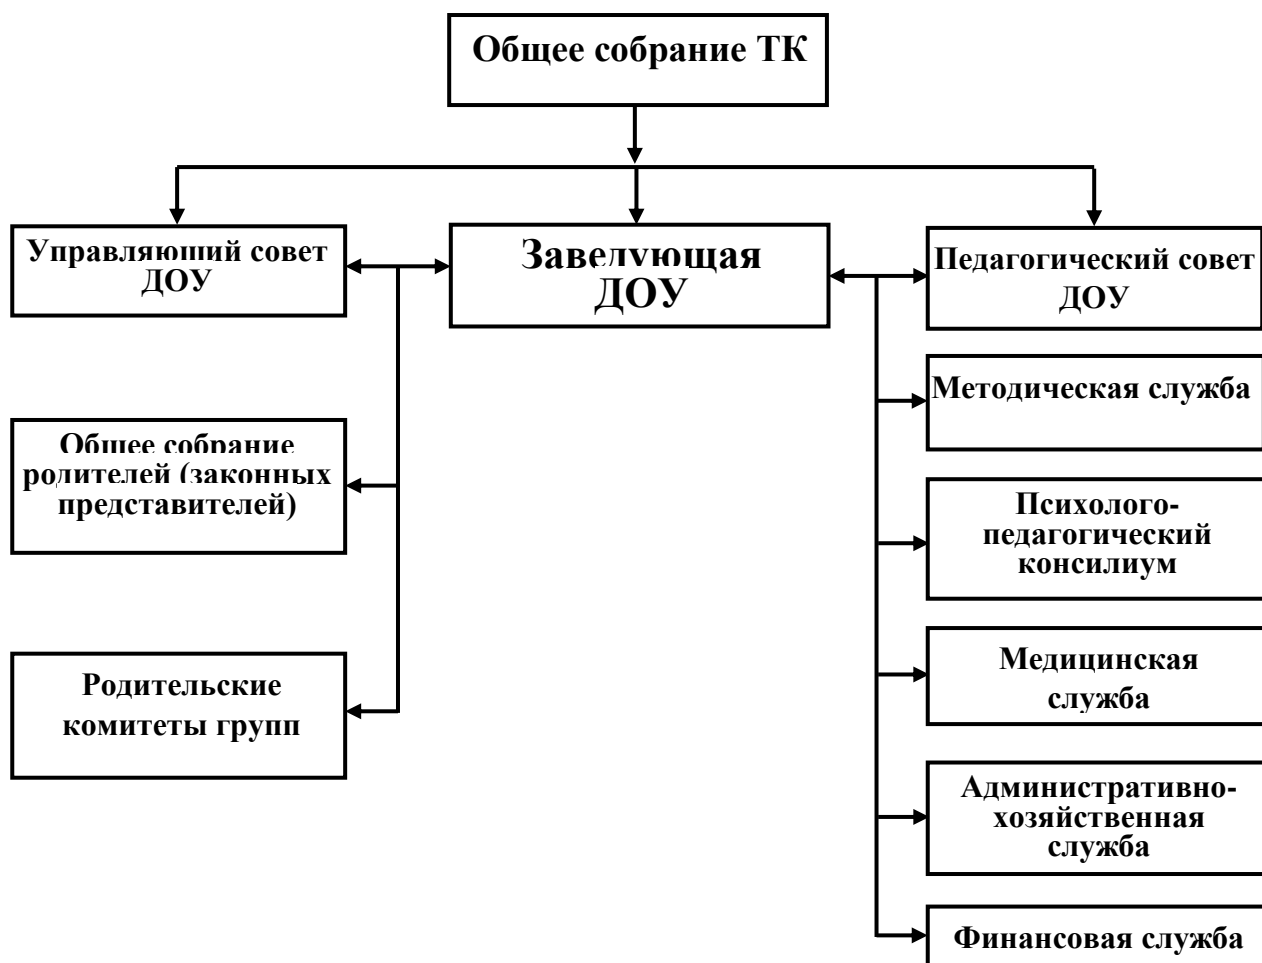 Общее собрание ТК
Управляющий совет
ДОУ
Заведующая
ДОУ
Педагогический совет
ДОУ
Методическая служба
Общее собрание
родителей (законных
представителей)
Психолого-
педагогический
консилиум
Родительские
комитеты групп
Медицинская
служба
Административно-
хозяйственная
служба
Финансовая служба